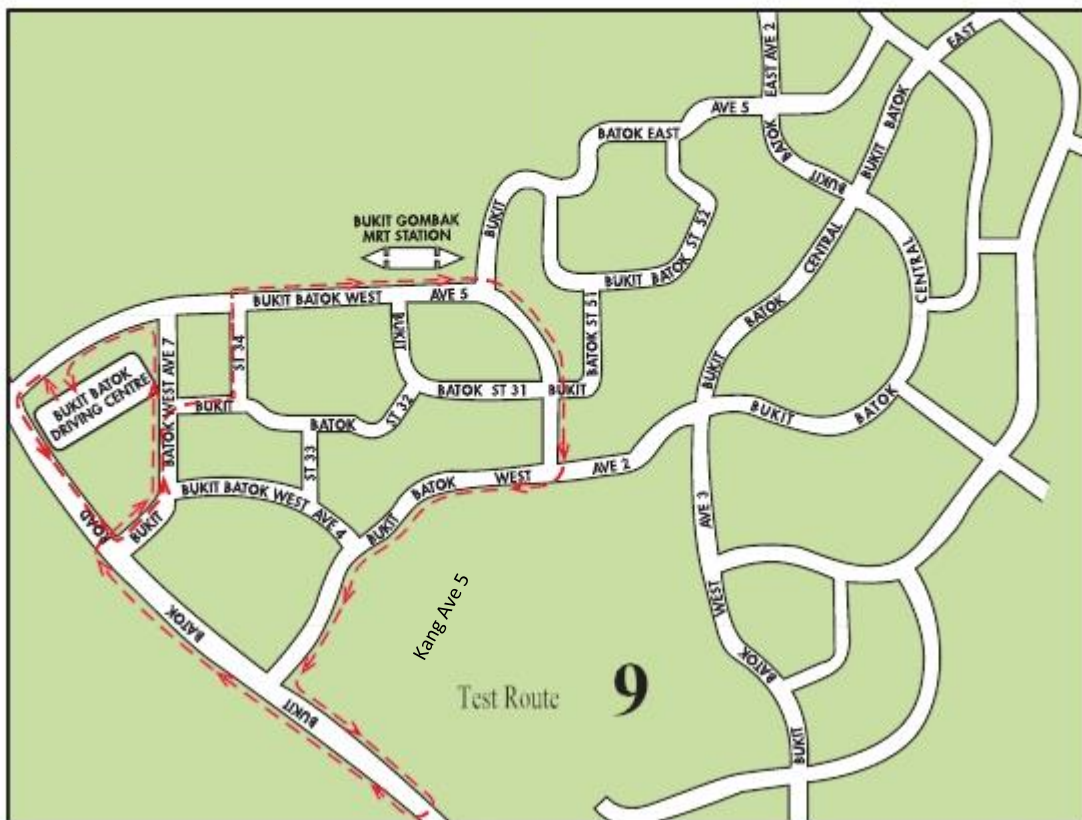 EAST AVE 2
EAST
AVE 5
BATOK EAST
BATOK
BUKIT
BUKIT BATOK
BUKIT
BUKIT BATOK ST 52
BUKIT GOMBAK
MRT STATION
CENTRAL
CENTRAL
BATOK
BUKIT
BUKIT BATOK WEST
AVE 5
BATOK ST 51
BUKIT
ST 34
BATOK WEST AVE 7
BUKIT BATOK
DRIVING CENTRE
BATOK ST 31
BUKIT
BUKIT
BATOK
ST 32
BUKIT
BATOK
ST 33
BATOK
WEST
AVE 2
BUKIT
BUKIT BATOK WEST AVE 4
BUKIT
ROAD
AVE 3
WEST
BATOK
BUKIT
BATOK
BUKIT
Kang Ave 5
Test Route 9